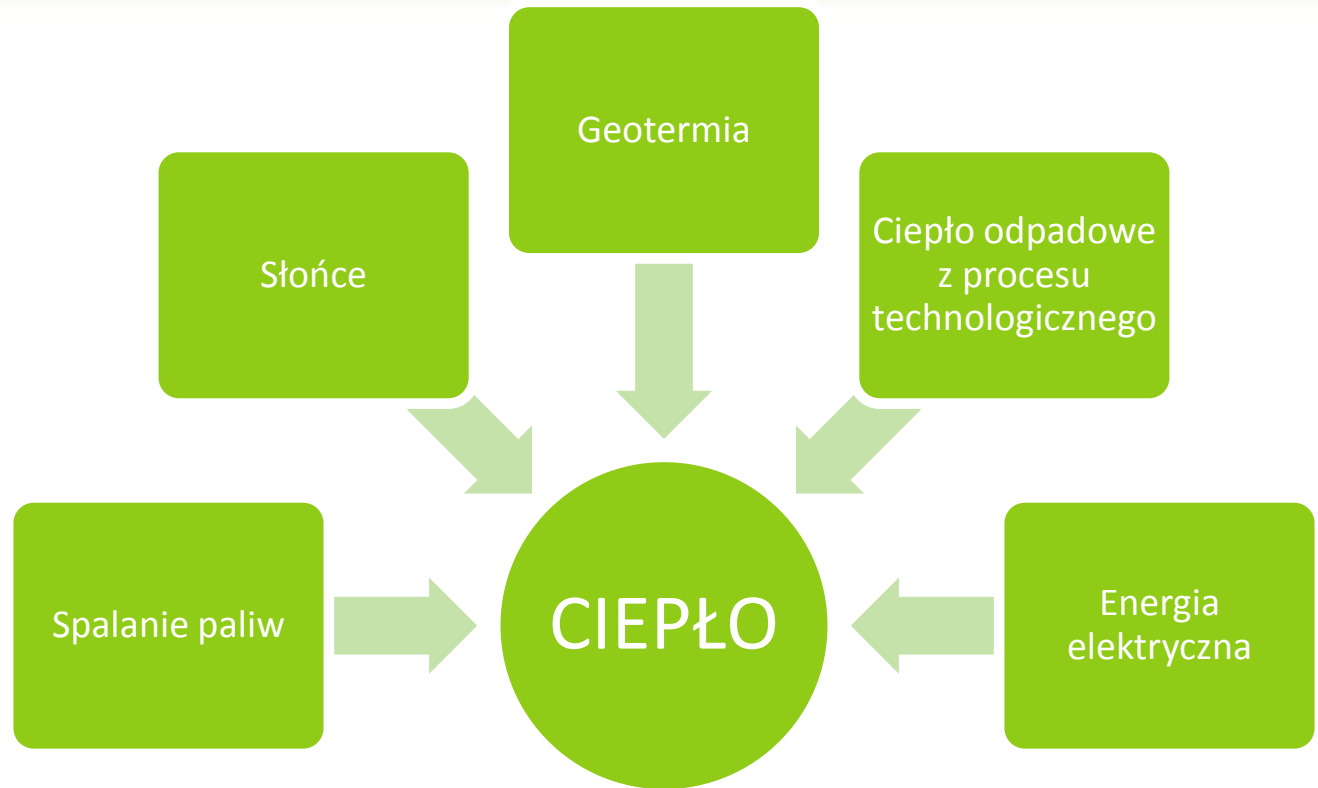 Geotermia
Słońce
Ciepło odpadowe
z procesu
technologicznego
Spalanie paliw
CIEPŁO
Energia
elektryczna